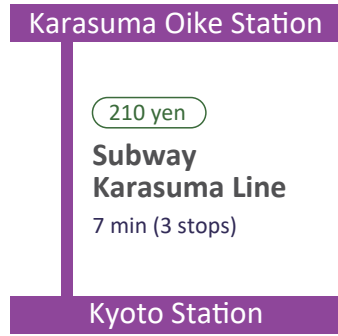 Karasuma Oike Station
210 yen
Subway
Karasuma Line
7 min (3 stops)
Kyoto Station